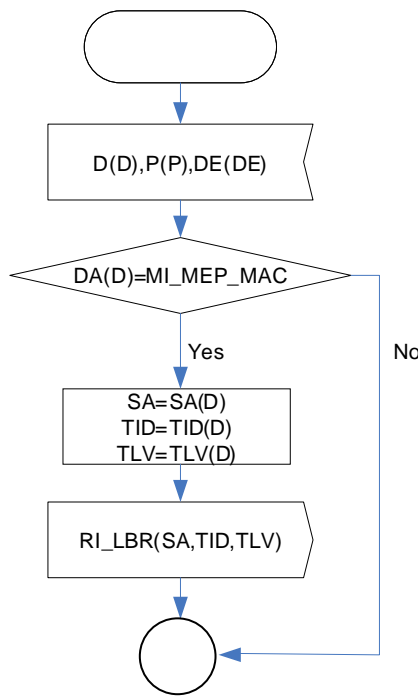 D(D),P(P),DE(DE)
DA(D)=MI_MEP_MAC
Yes
No
SA=SA(D)
TID=TID(D)
TLV=TLV(D)
RI_LBR(SA,TID,TLV)